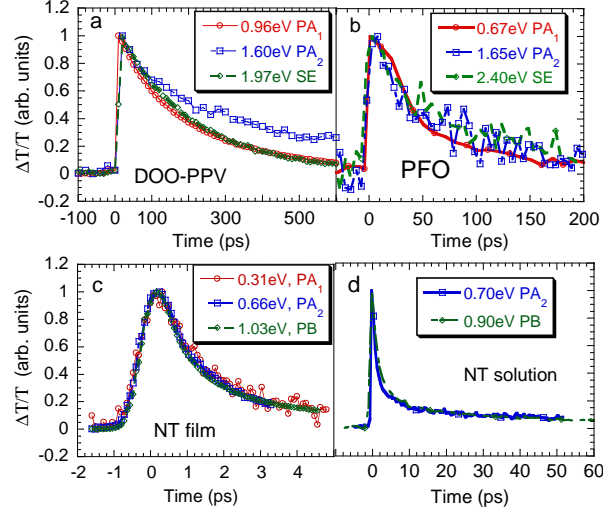 a
0.96eV PA1
1.60eV PA2
1.97eV SE
DOO-PPV
ΔT/T (arb. units)
1.2
1
0.8
0.6
0.4
0.2
0
-100 0 100 300 500
Time (ps)
b
0.67eV PA1
1.65eV PA2
2.40eV SE
PFO
0 50 100 150 200
Time (ps)
c
0.31eV, PA1
0.66eV, PA2
1.03eV, PB
NT film
ΔT/T (arb. units)
1.2
1
0.8
0.6
0.4
0.2
0
-0.2
-2 -1 0 1 2 3 4 5
Time (ps)
d
0.70eV PA2
0.90eV PB
NT solution
0 10 20 30 40 50 60
Time (ps)